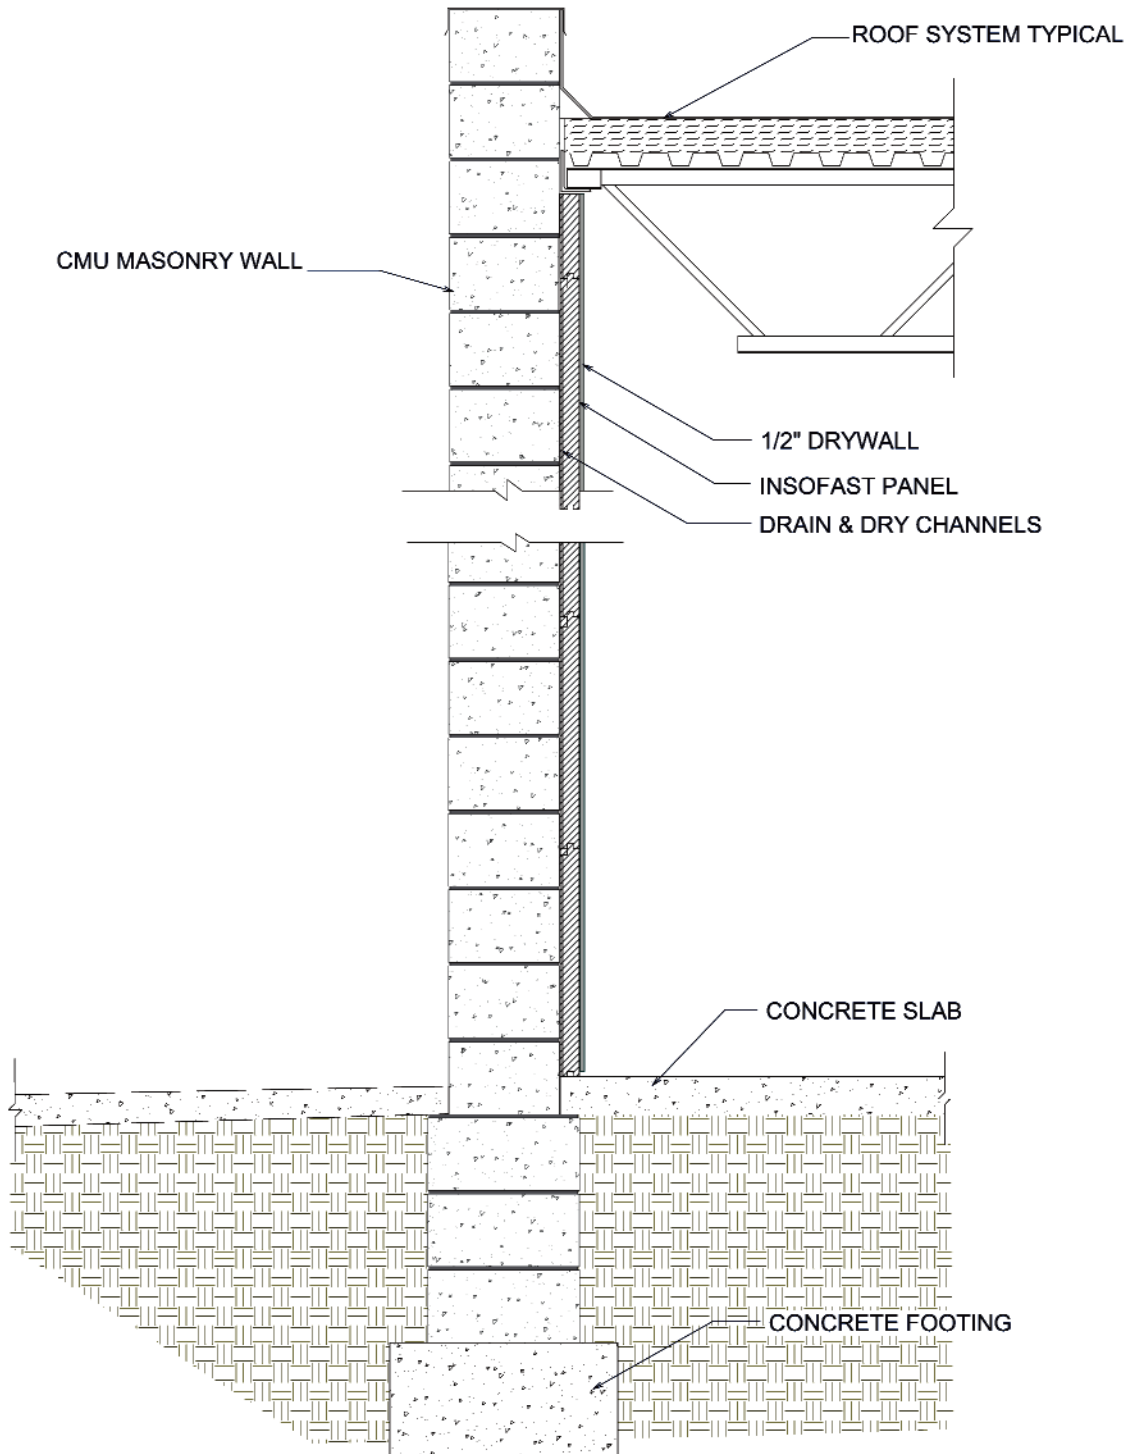 ROOF SYSTEM TYPICAL
CMU MASONRY WALL
1/2" DRYWALL
INSOFAST PANEL
DRAIN & DRY CHANNELS
CONCRETE SLAB
CONCRETE FOOTING